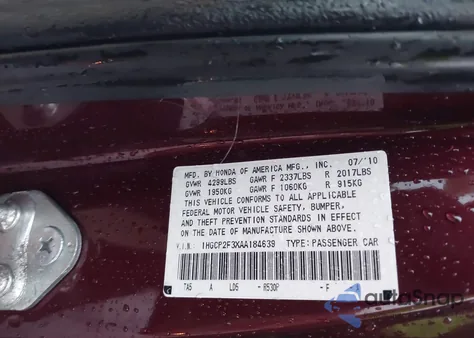 MFD. BY HONDA OF AMERICA MFG., INC. 07/10
GVWR 4299LBS GAWR F 2337LBS R 2017LBS
GVWR 1950KG GAWR F 1060KG R 915KG
THIS VEHICLE CONFORMS TO ALL APPLICABLE
FEDERAL MOTOR VEHICLE SAFETY, BUMPER,
AND THEFT PREVENTION STANDARDS IN EFFECT
ON THE DATE OF MANUFACTURE SHOWN ABOVE.
V.I.N. 1HGCP2F3XAA184639 TYPE: PASSENGER CAR
TA5 A LDS R530P F
autoSnap